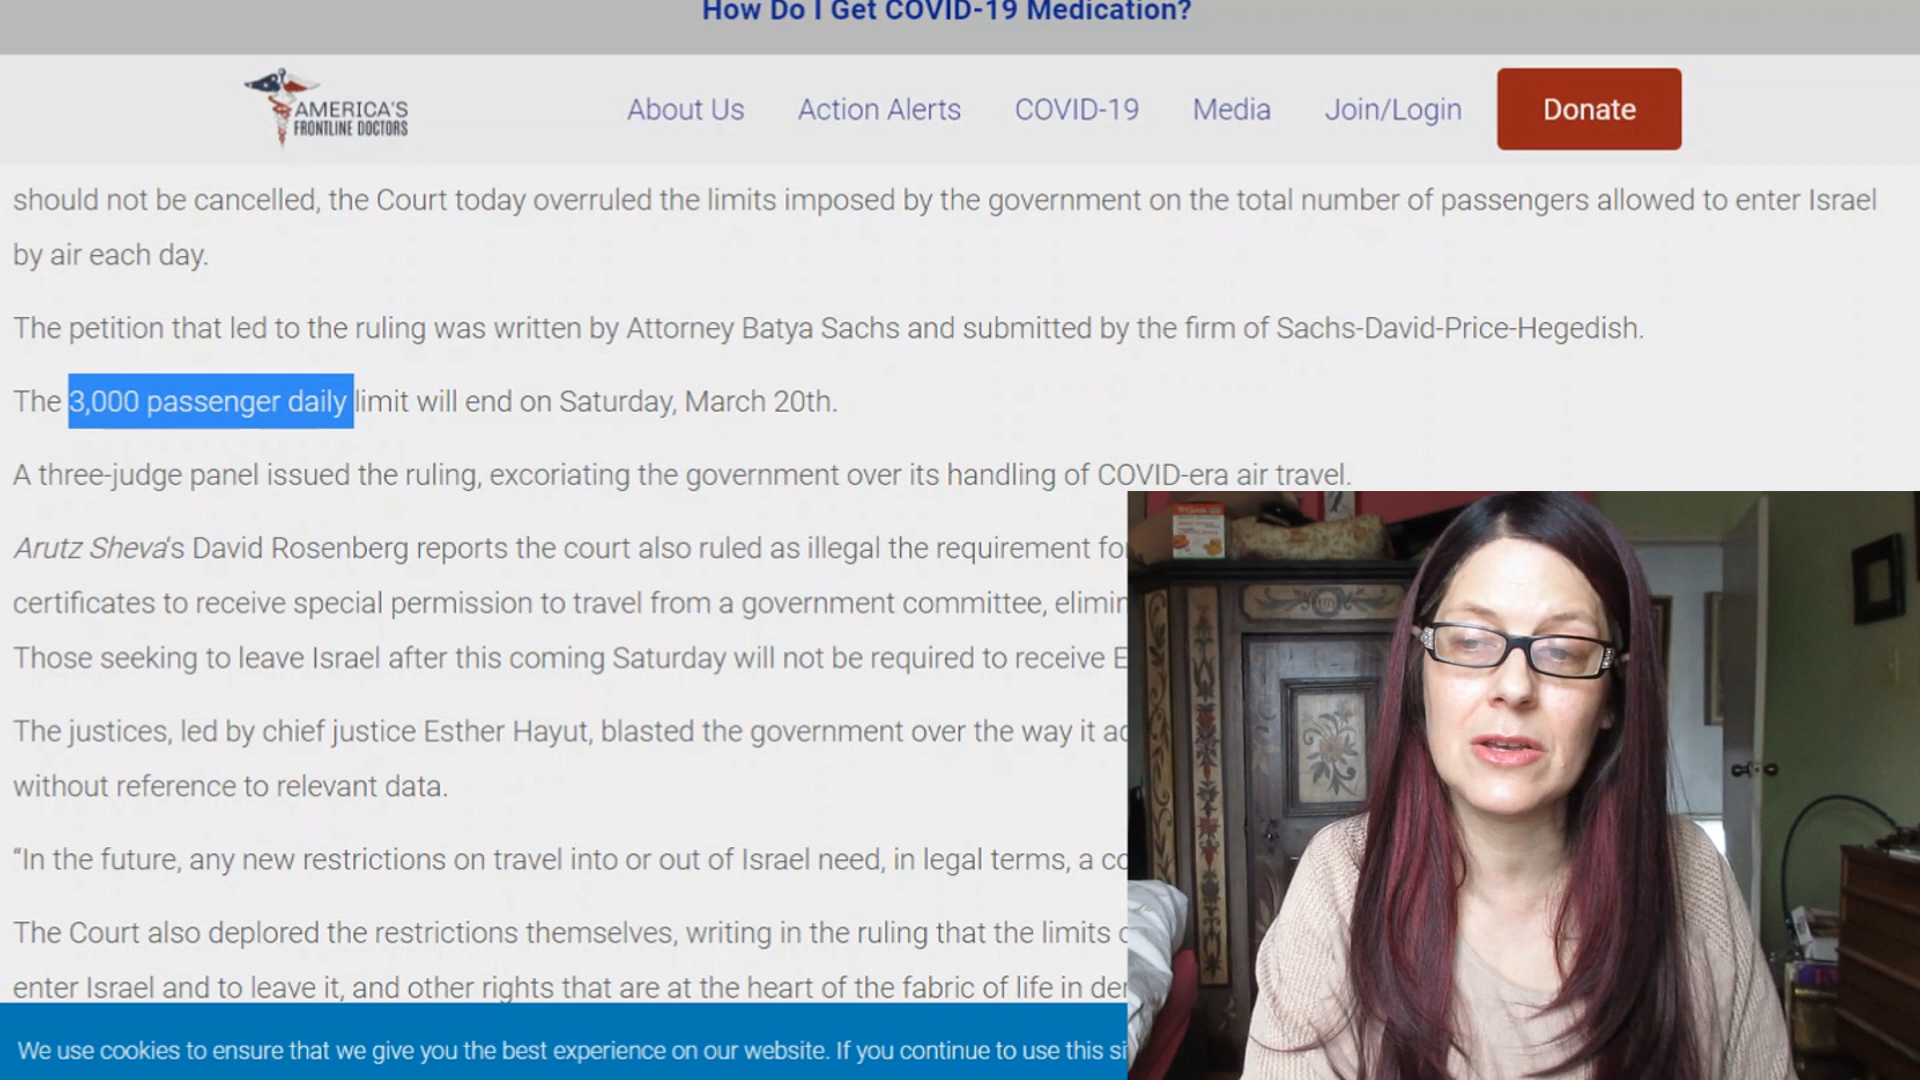 How Do I Get COVID-19 Medication?
AMERICA'S
FRONTLINE DOCTORS
About Us Action Alerts COVID-19 Media Join/Login Donate
should not be cancelled, the Court today overruled the limits imposed by the government on the total number of passengers allowed to enter Israel
by air each day.
The petition that led to the ruling was written by Attorney Batya Sachs and submitted by the firm of Sachs-David-Price-Hegedish.
The 3,000 passenger daily limit will end on Saturday, March 20th.
A three-judge panel issued the ruling, excoriating the government over its handling of COVID-era air travel.
Arutz Sheva's David Rosenberg reports the court also ruled as illegal the requirement fo
certificates to receive special permission to travel from a government committee, elimin
Those seeking to leave Israel after this coming Saturday will not be required to receive E
The justices, led by chief justice Esther Hayut, blasted the government over the way it ac
without reference to relevant data.
“In the future, any new restrictions on travel into or out of Israel need, in legal terms, a co
The Court also deplored the restrictions themselves, writing in the ruling that the limits c
enter Israel and to leave it, and other rights that are at the heart of the fabric of life in der
We use cookies to ensure that we give you the best experience on our website. If you continue to use this si